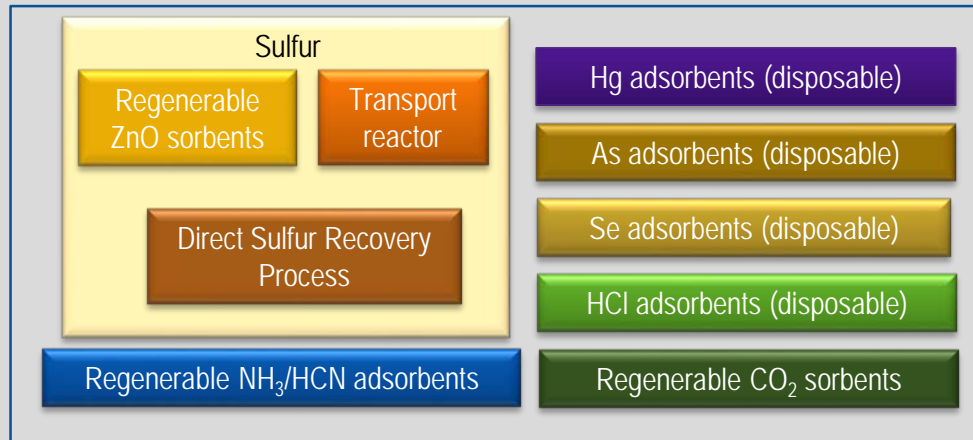 Sulfur
Regenerable
ZnO sorbents
Transport
reactor
Direct Sulfur Recovery
Process
Regenerable NH₃/HCN adsorbents
Hg adsorbents (disposable)
As adsorbents (disposable)
Se adsorbents (disposable)
HCl adsorbents (disposable)
Regenerable CO₂ sorbents